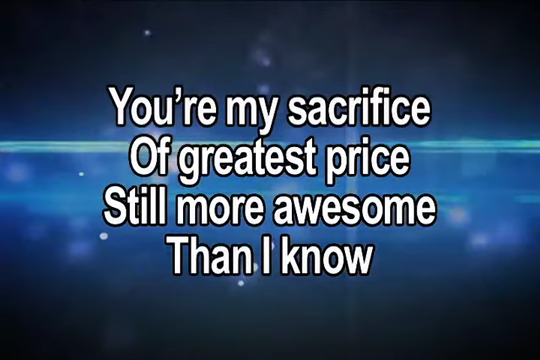 You’re my sacrifice
Of greatest price
Still more awesome
Than I know